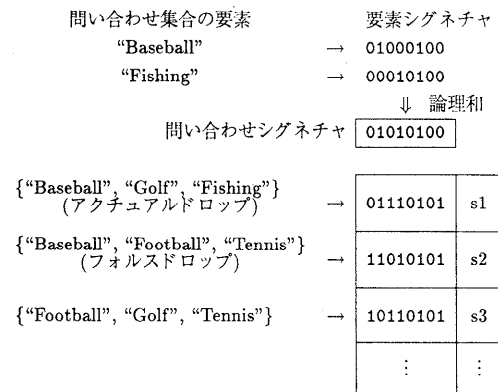 問い合わせ集合の要素 要素シグネチャ
“Baseball” → 01000100
“Fishing” → 00010100
⇓ 論理和
問い合わせシグネチャ 01010100
{“Baseball”, “Golf”, “Fishing”}
(アクチュアルドロップ) → 01110101 s1
{“Baseball”, “Football”, “Tennis”}
(フォルスドロップ) → 11010101 s2
{“Football”, “Golf”, “Tennis”} → 10110101 s3
⋮ ⋮